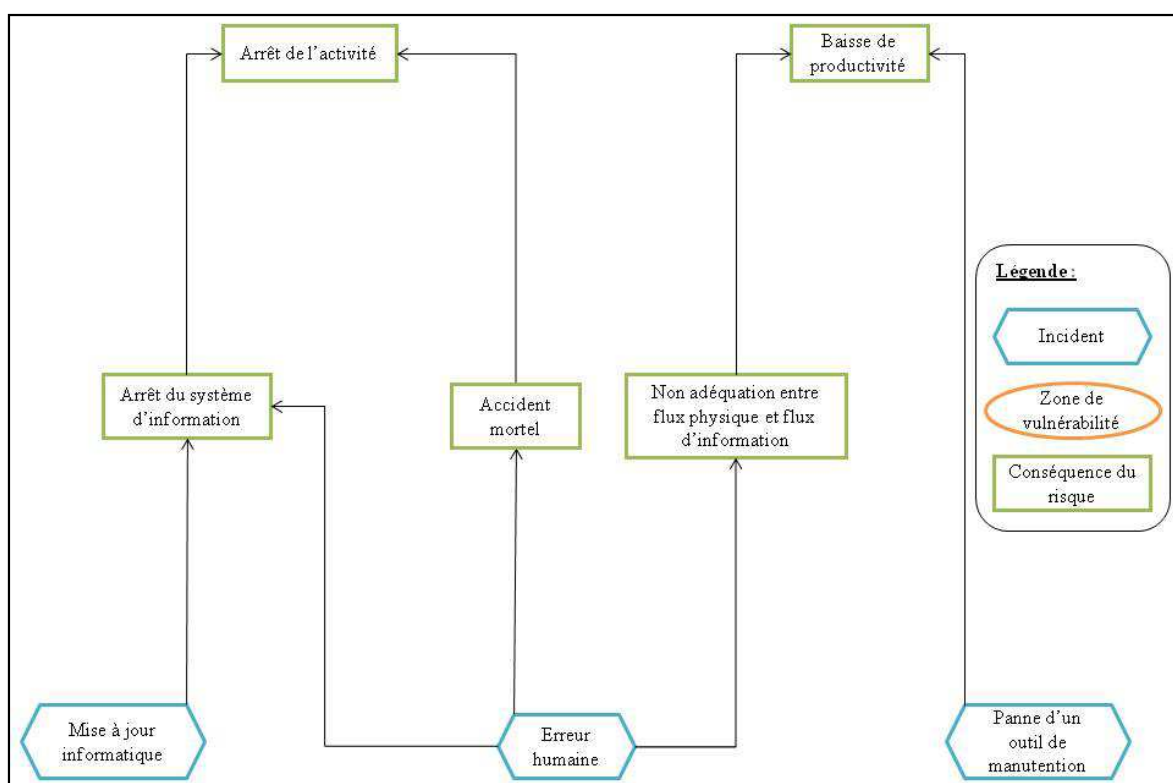 Arrêt de l’activité
Baisse de
productivité
Arrêt du système
d’information
Accident
mortel
Non adéquation entre
flux physique et flux
d’information
Légende :
Incident
Zone de
vulnérabilité
Conséquence du
risque
Mise à jour
informatique
Erreur
humaine
Panne d’un
outil de
manutention